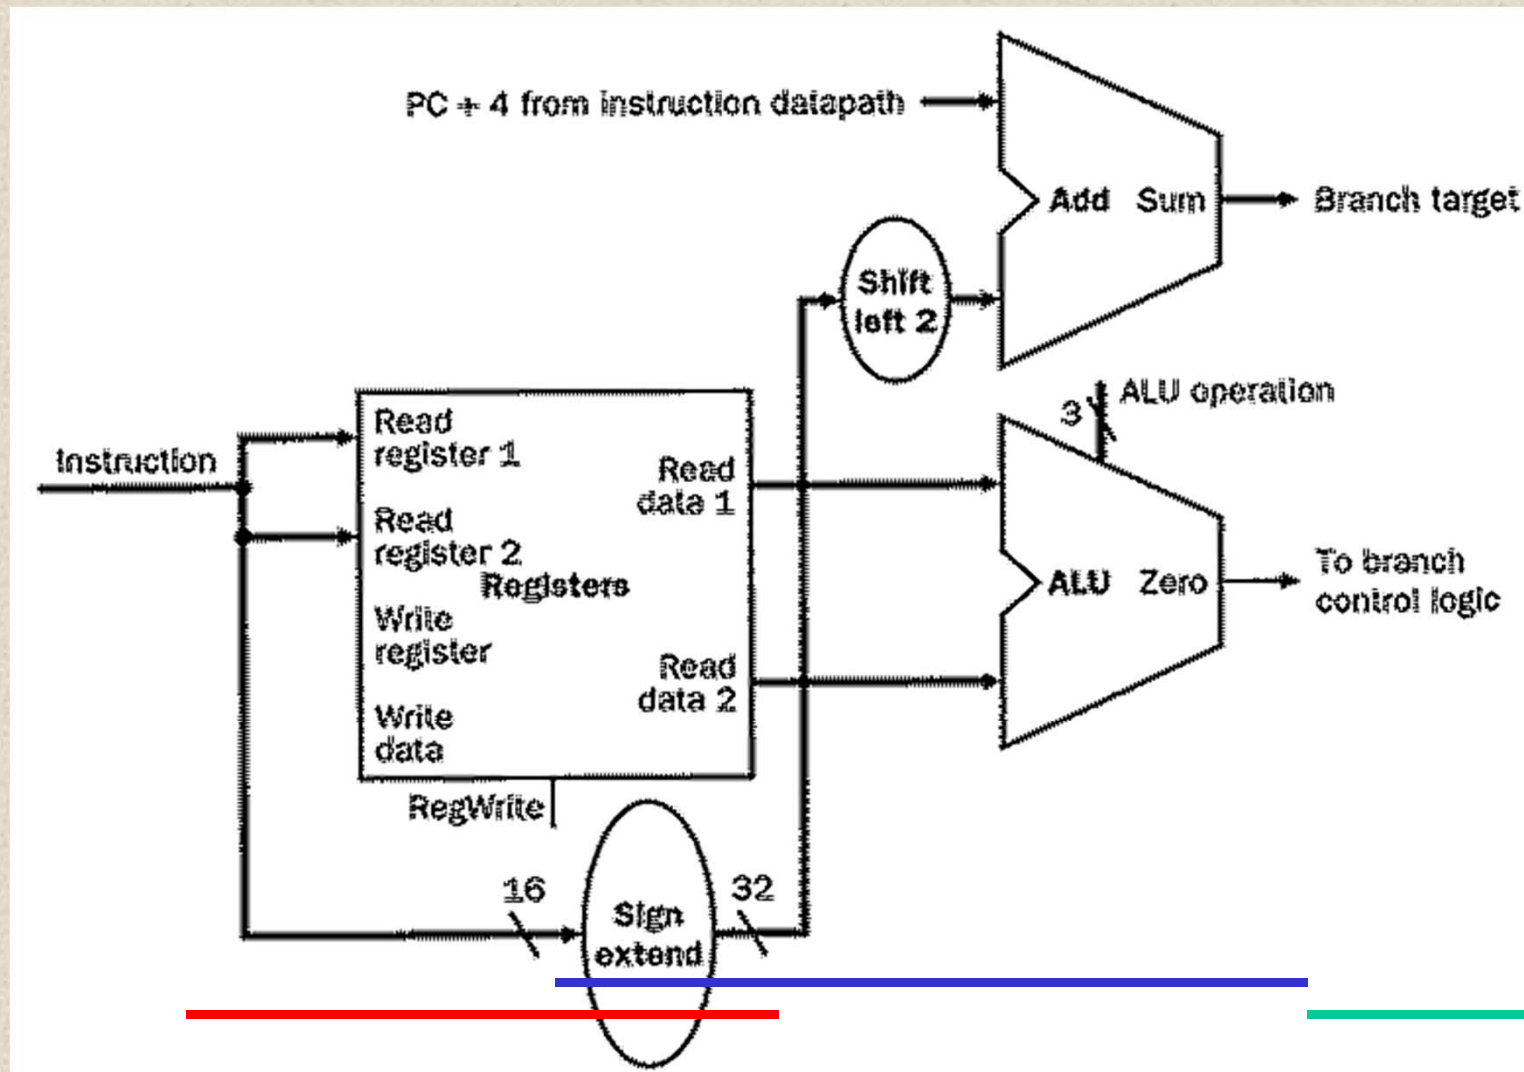 PC + 4 from instruction datapath
Add Sum
Branch target
Shift
left 2
3
ALU operation
Instruction
Read
register 1
Read
data 1
Read
register 2
Registers
Write
register
Read
data 2
Write
data
ALU Zero
To branch
control logic
RegWrite
16
Sign
extend
32